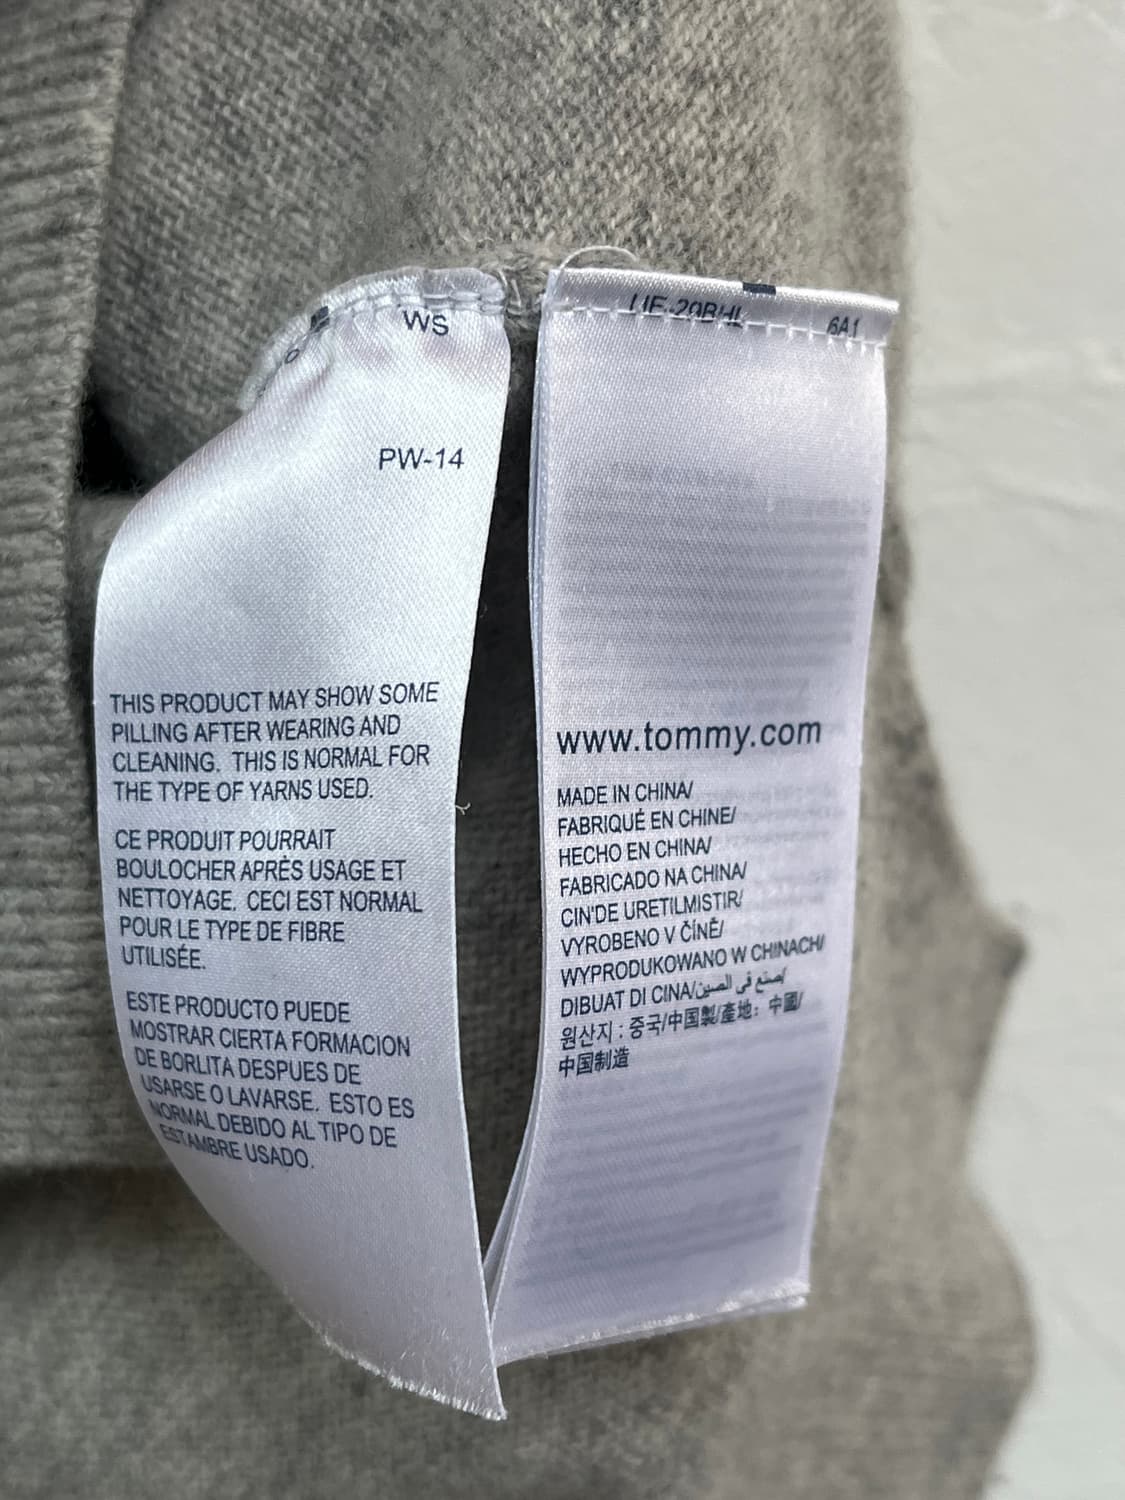 WS
PW-14
THIS PRODUCT MAY SHOW SOME
PILLING AFTER WEARING AND
CLEANING. THIS IS NORMAL FOR
THE TYPE OF YARNS USED.
CE PRODUIT POURRAIT
BOULOCHER APRÈS USAGE ET
NETTOYAGE. CECI EST NORMAL
POUR LE TYPE DE FIBRE
UTILISÉE.
ESTE PRODUCTO PUEDE
MOSTRAR CIERTA FORMACION
DE BORLITA DESPUES DE
USARSE O LAVARSE. ESTO ES
NORMAL DEBIDO AL TIPO DE
ESTAMBRE USADO.
6A1
www.tommy.com
MADE IN CHINA/
FABRIQUÉ EN CHINE/
HECHO EN CHINA/
FABRICADO NA CHINA/
CIN'DE URETILMISTIR/
VYROBENO V ČÍNĚ/
WYPRODUKOWANO W CHINACH/
DIBUAT DI CINA/صنع في الصين/
원산지 : 중국/中国製/產地: 中國/
中国制造